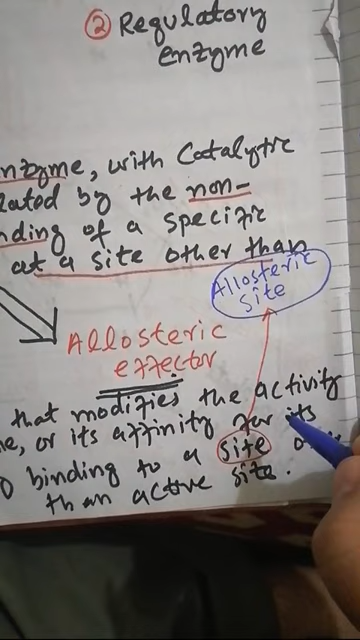 ② Regulatory
enzyme
nzyme, with Catalytic
lated by the non-
nding of a specific
at a site other than
Allosteric
site
Allosteric
effector
that modifies the activity
e, or its affinity for its
binding to a site
than active site.